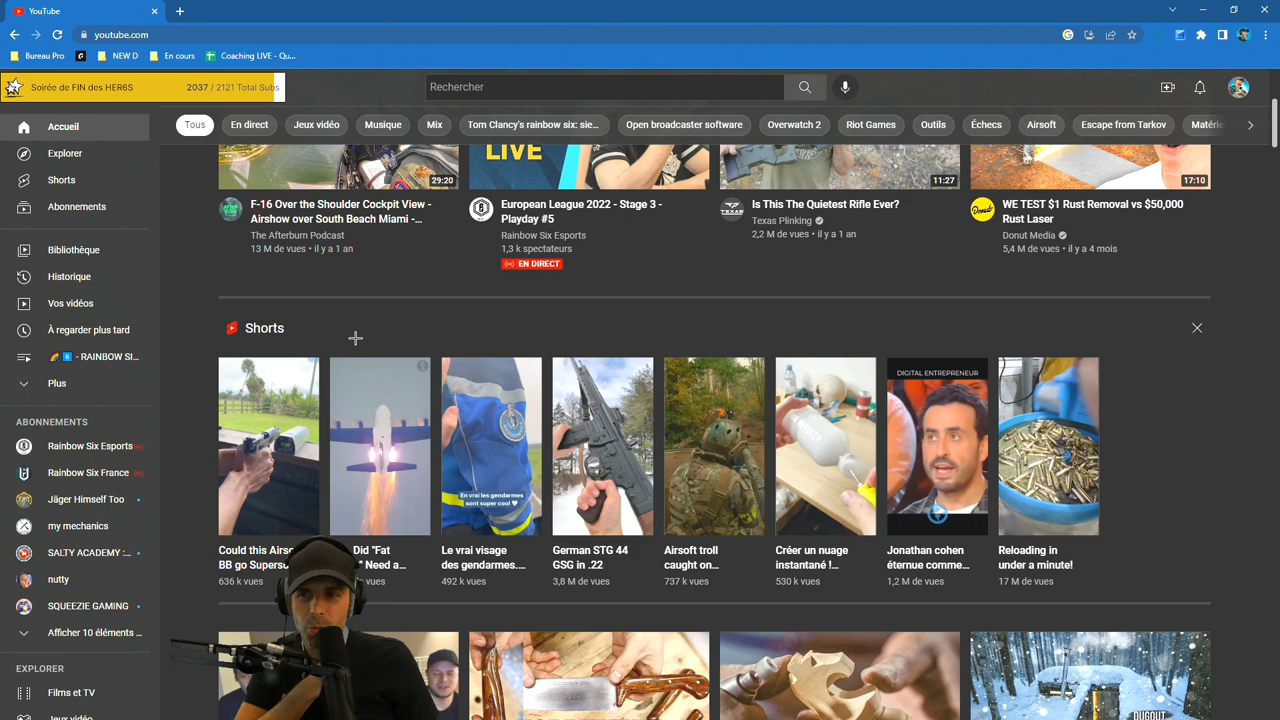 YouTube
youtube.com
Bureau Pro
NEW D
En cours
Coaching LIVE - Qu...
Soirée de FIN des HER6S
2037 / 2121 Total Subs
Rechercher
Accueil
Explorer
Shorts
Abonnements
Bibliothèque
Historique
Vos vidéos
À regarder plus tard
6 - RAINBOW SI...
Plus
ABONNEMENTS
Rainbow Six Esports
Rainbow Six France
Jäger Himself Too
my mechanics
SALTY ACADEMY :...
nutty
SQUEEZIE GAMING
Afficher 10 éléments ...
EXPLORER
Films et TV
Jeux vidéo
Tous
En direct
Jeux vidéo
Musique
Mix
Tom Clancy's rainbow six: sie...
Open broadcaster software
Overwatch 2
Riot Games
Outils
Échecs
Airsoft
Escape from Tarkov
29:20
LIVE
11:27
17:10
F-16 Over the Shoulder Cockpit View -
Airshow over South Beach Miami -...
The Afterburn Podcast
13 M de vues • il y a 1 an
European League 2022 - Stage 3 -
Playday #5
Rainbow Six Esports
1,3 k spectateurs
EN DIRECT
Is This The Quietest Rifle Ever?
Texas Plinking
2,2 M de vues • il y a 1 an
WE TEST $1 Rust Removal vs $50,000
Rust Laser
Donut Media
5,4 M de vues • il y a 4 mois
Shorts
En vrai les gendarmes
sont super cool
DIGITAL ENTREPRENEUR
Could this Airso
BB go Supers
636 k vues
Did "Fat
" Need a...
vues
Le vrai visage
des gendarmes....
492 k vues
German STG 44
GSG in .22
3,8 M de vues
Airsoft troll
caught on...
737 k vues
Créer un nuage
instantané !...
530 k vues
Jonathan cohen
éternue comme...
1,2 M de vues
Reloading in
under a minute!
17 M de vues
DUGOUT